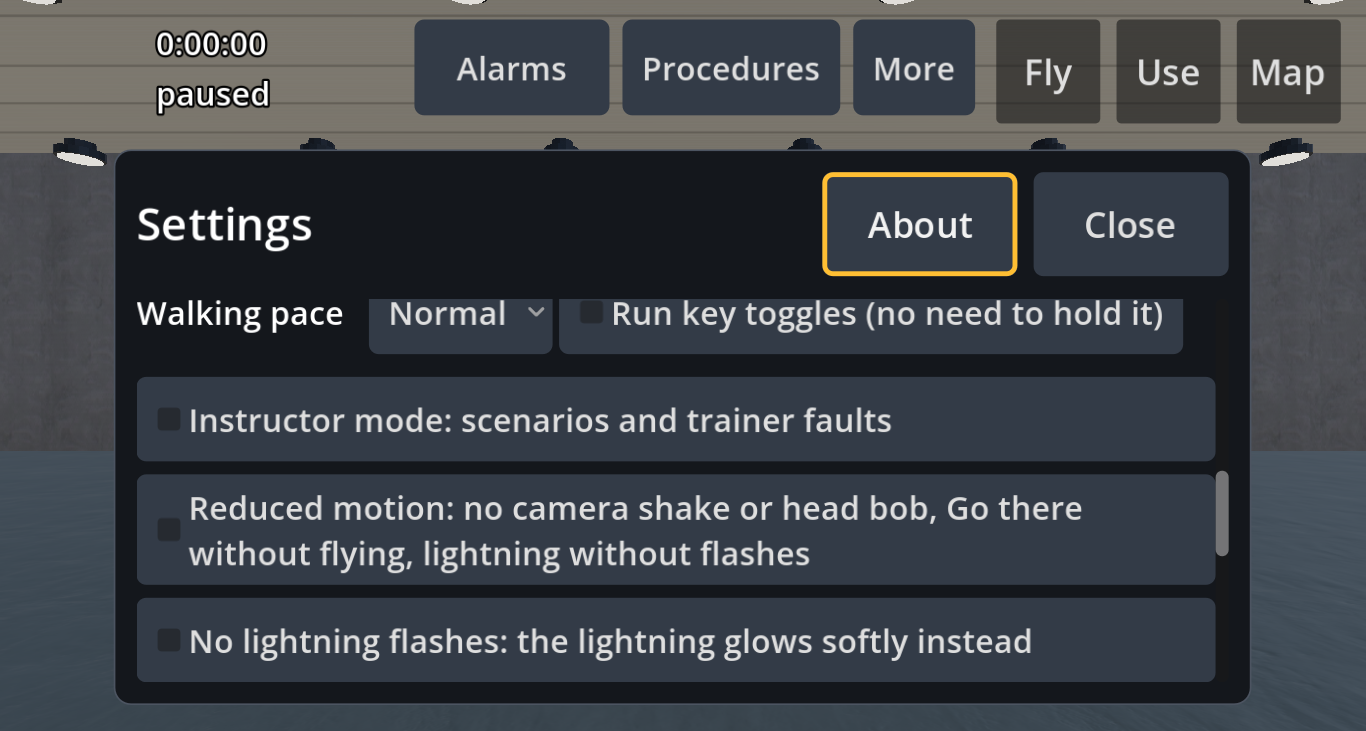 0:00:00
paused
Alarms
Procedures
More
Fly
Use
Map
Settings
About
Close
Walking pace
Normal
Run key toggles (no need to hold it)
Instructor mode: scenarios and trainer faults
Reduced motion: no camera shake or head bob, Go there
without flying, lightning without flashes
No lightning flashes: the lightning glows softly instead